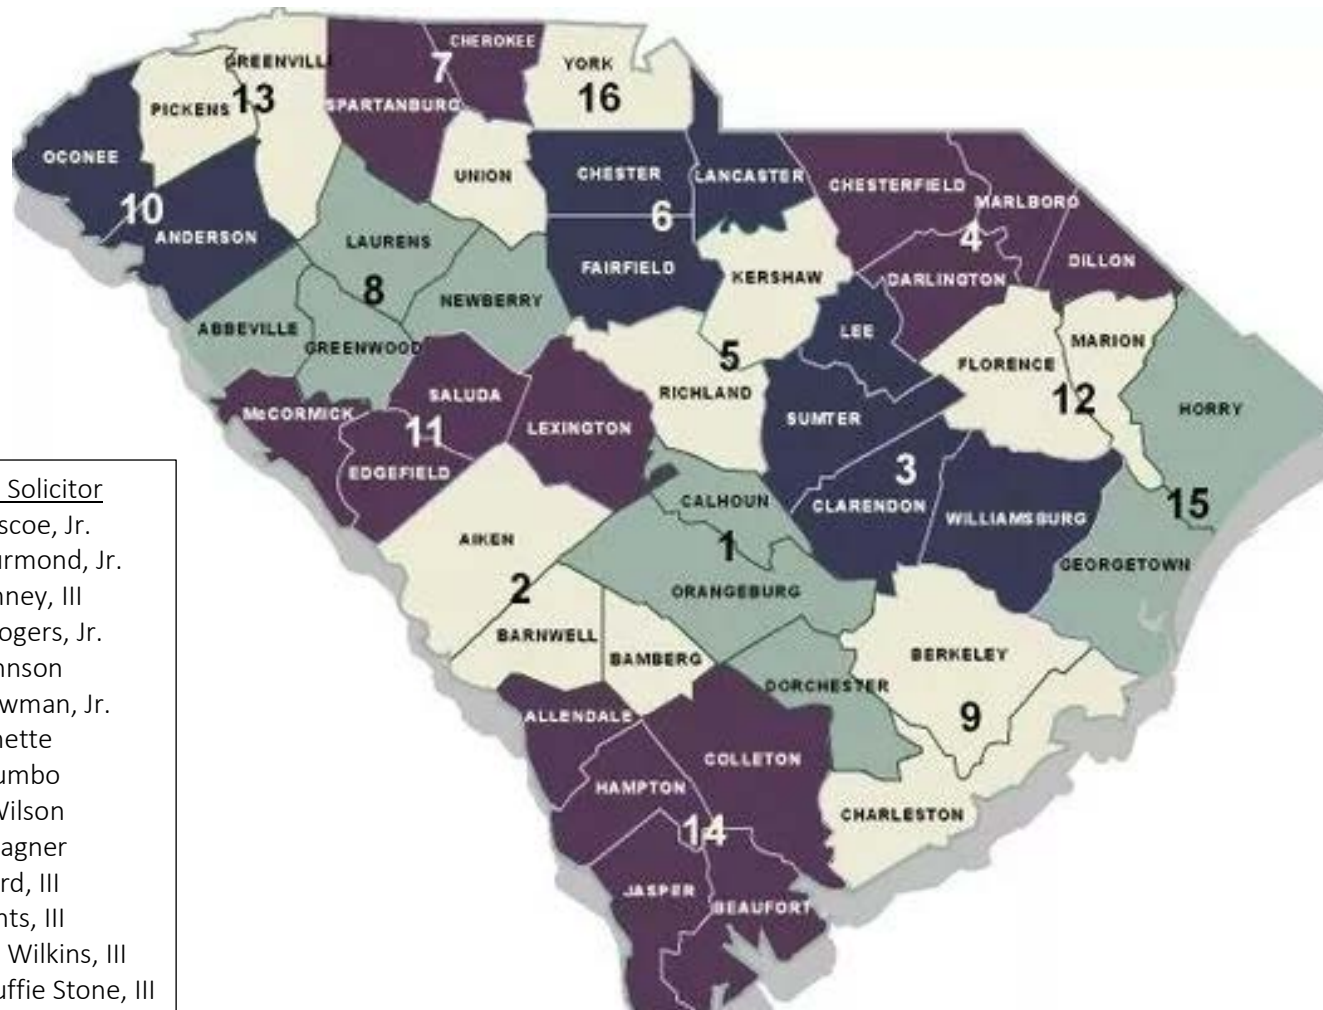 CHEROKEE
7
GREENVILL
YORK
PICKENS
13
SPARTANBURG
16
OCONEE
UNION
CHESTER
LANCASTER
CHESTERFIELD
MARLBORO
10
ANDERSON
6
4
LAURENS
DILLON
FAIRFIELD
KERSHAW
DARLINGTON
8
NEWBERRY
ABBEVILLE
GREENWOOD
LEE
MARION
5
FLORENCE
RICHLAND
12
SALUDA
McCORMICK
HORRY
11
LEXINGTON
SUMTER
EDGEFIELD
3
CALHOUN
CLARENDON
WILLIAMSBURG
15
AIKEN
1
GEORGETOWN
2
ORANGEBURG
BARNWELL
BAMBERG
BERKELEY
DORCHESTER
9
ALLENDALE
COLLETON
HAMPTON
CHARLESTON
14
JASPER
BEAUFORT
Solicitor
scoe, Jr.
urmond, Jr.
nney, III
ogers, Jr.
hnson
wman, Jr.
nette
umbo
Wilson
agner
ard, III
nts, III
Wilkins, III
uffie Stone, III